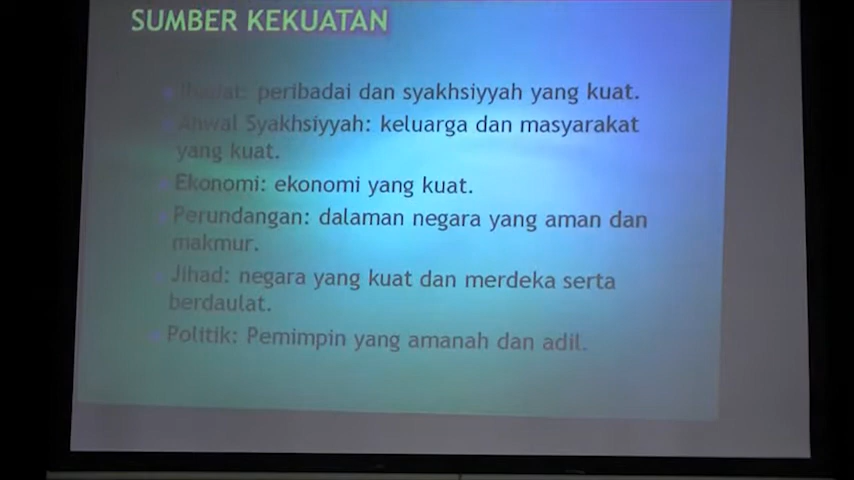 SUMBER KEKUATAN
Ibadat: peribadai dan syakhsiyyah yang kuat.
Ahwal Syakhsiyyah: keluarga dan masyarakat
yang kuat.
Ekonomi: ekonomi yang kuat.
Perundangan: dalaman negara yang aman dan
makmur.
Jihad: negara yang kuat dan merdeka serta
berdaulat.
Politik: Pemimpin yang amanah dan adil.